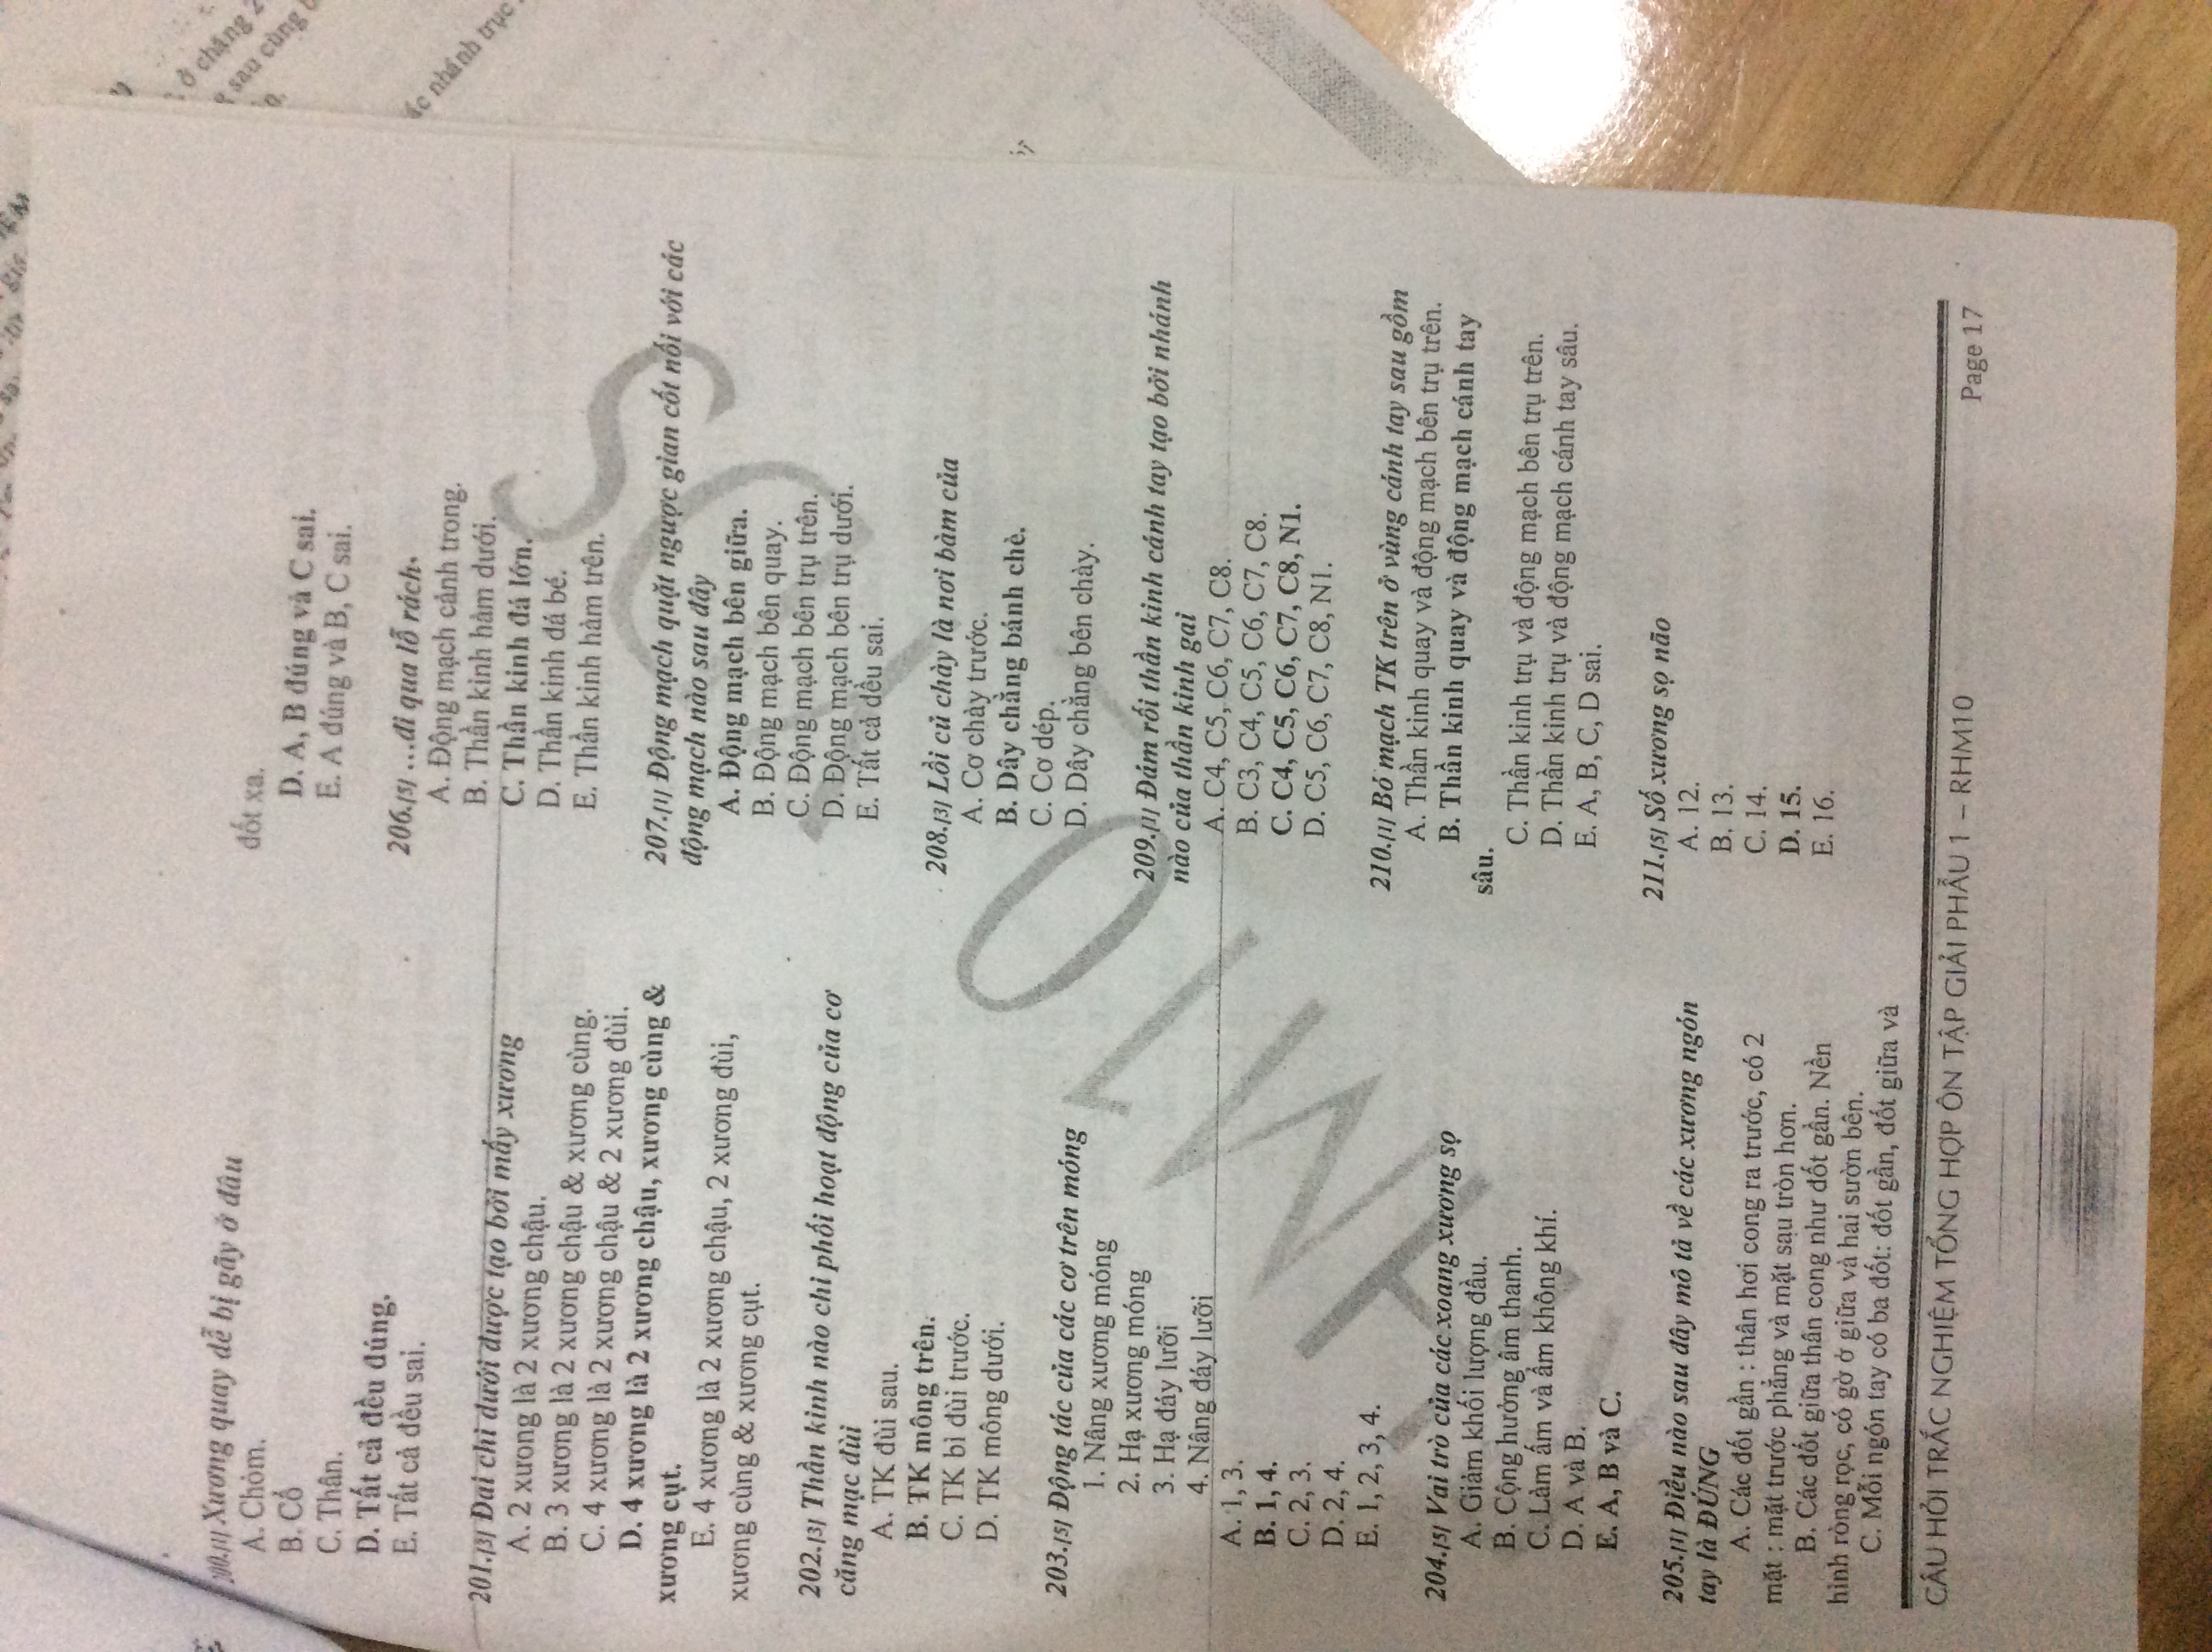 Xương quay dễ bị gãy ở đâu
A. Chỏm.
B. Cổ
C. Thân.
D. Tất cả đều đúng.
E. Tất cả đều sai.
201.[3] Đai chi dưới được tạo bởi mấy xương
A. 2 xưong là 2 xương chậu.
B. 3 xương là 2 xương chậu & xương cùng.
C. 4 xương là 2 xương chậu & 2 xương đùi.
D. 4 xương là 2 xương chậu, xương cùng &
xương cụt.
E. 4 xương là 2 xương chậu, 2 xương đùi,
xương cùng & xương cụt.
202.[3] Thần kinh nào chi phối hoạt động của cơ
căng mạc đùi
A. TK đùi sau.
B. TK mông trên.
C. TK bì đùi trước.
D. TK mông dưới.
203.[5] Động tác của các cơ trên móng
1. Nâng xương móng
2. Hạ xương móng
3. Hạ đáy lưỡi
4. Nâng đáy lưỡi
A. 1, 3.
B. 1, 4.
C. 2, 3.
D. 2, 4.
E. 1, 2, 3, 4.
204.[5] Vai trò của các xoang xương sọ
A. Giảm khối lượng đầu.
B. Cộng hưởng âm thanh.
C. Làm ấm và ẩm không khí.
D. A và B.
E. A, B và C.
205.[1] Điều nào sau đây mô tả về các xương ngón
tay là ĐÚNG
A. Các đốt gần : thân hơi cong ra trước, có 2
mặt : mặt trước phẳng và mặt sau tròn hơn.
B. Các đốt giữa thân cong như đốt gần. Nền
hình ròng rọc, có gờ ở giữa và hai sườn bên.
C. Mỗi ngón tay có ba đốt: đốt gần, đốt giữa và
đốt xa.
D. A, B đúng và C sai.
E. A đúng và B, C sai.
206.[5] ...đi qua lỗ rách
A. Động mạch cảnh trong.
B. Thần kinh hàm dưới.
C. Thần kinh đá lớn.
D. Thần kinh đá bé.
E. Thần kinh hàm trên.
207.[1] Động mạch quặt ngược gian cốt nối với các
động mạch nào sau đây
A. Động mạch bên giữa.
B. Động mạch bên quay.
C. Động mạch bên trụ trên.
D. Động mạch bên trụ dưới.
E. Tất cả đều sai.
208.[3] Lồi củ chày là nơi bàm của
A. Cơ chày trước.
B. Dây chằng bánh chè.
C. Cơ dép.
D. Dây chằng bên chày.
209.[1] Đám rối thần kinh cánh tay tạo bởi nhánh
nào của thần kinh gai
A. C4, C5, C6, C7, C8.
B. C3, C4, C5, C6, C7, C8.
C. C4, C5, C6, C7, C8, N1.
D. C5, C6, C7, C8, N1.
210.[1] Bó mạch TK trên ở vùng cánh tay sau gồm
A. Thần kinh quay và động mạch bên trụ trên.
B. Thần kinh quay và động mạch cánh tay
sâu.
C. Thần kinh trụ và động mạch bên trụ trên.
D. Thần kinh trụ và động mạch cánh tay sâu.
E. A, B, C, D sai.
211.[5] Số xương sọ não
A. 12.
B. 13.
C. 14.
D. 15.
E. 16.
CÂU HỎI TRẮC NGHIỆM TỔNG HỢP ÔN TẬP GIẢI PHẪU 1 – RHM10
Page 17
ở chặng 2
sau cùng
nhánh trục